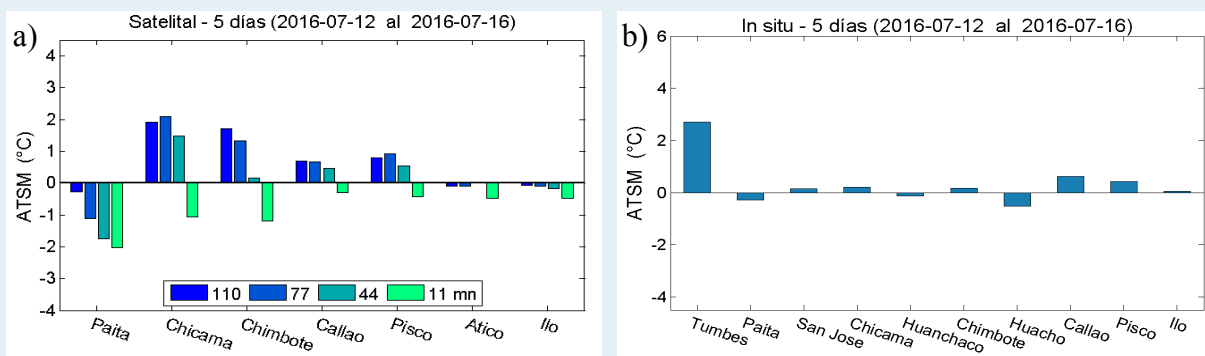 a)
Satelital - 5 días (2016-07-12 al 2016-07-16)
ATSM (°C)
4
3
2
1
0
-1
-2
-3
-4
110 77 44 11 mn
Paita Chicama Chimbote Callao Pisco Atico Ilo
b)
In situ - 5 días (2016-07-12 al 2016-07-16)
ATSM (°C)
6
4
2
0
-2
-4
Tumbes Paita San Jose Chicama Huanchaco Chimbote Huacho Callao Pisco Ilo